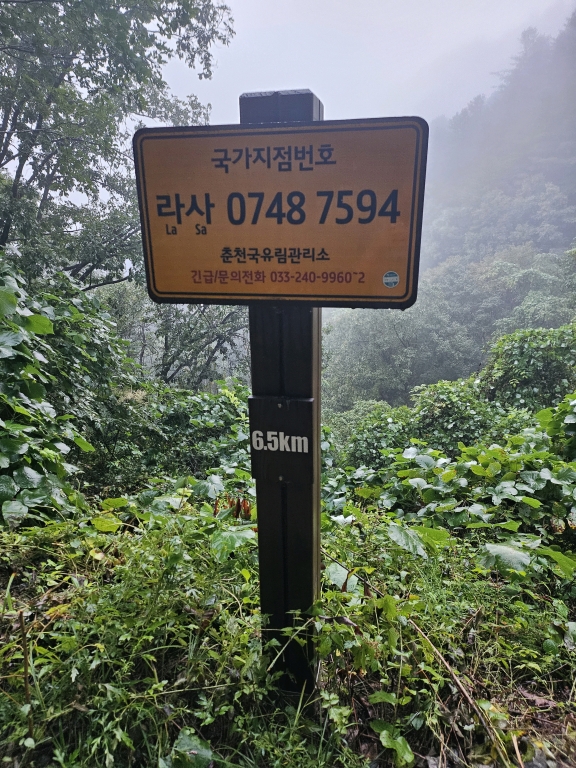 국가지점번호
라사 0748 7594
La Sa
춘천국유림관리소
긴급/문의전화 033-240-9960~2
6.5km